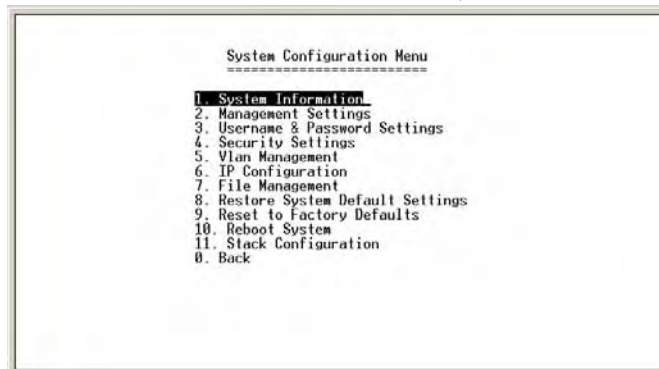 System Configuration Menu
=========================
1. System Information
2. Management Settings
3. Username & Password Settings
4. Security Settings
5. Vlan Management
6. IP Configuration
7. File Management
8. Restore System Default Settings
9. Reset to Factory Defaults
10. Reboot System
11. Stack Configuration
0. Back